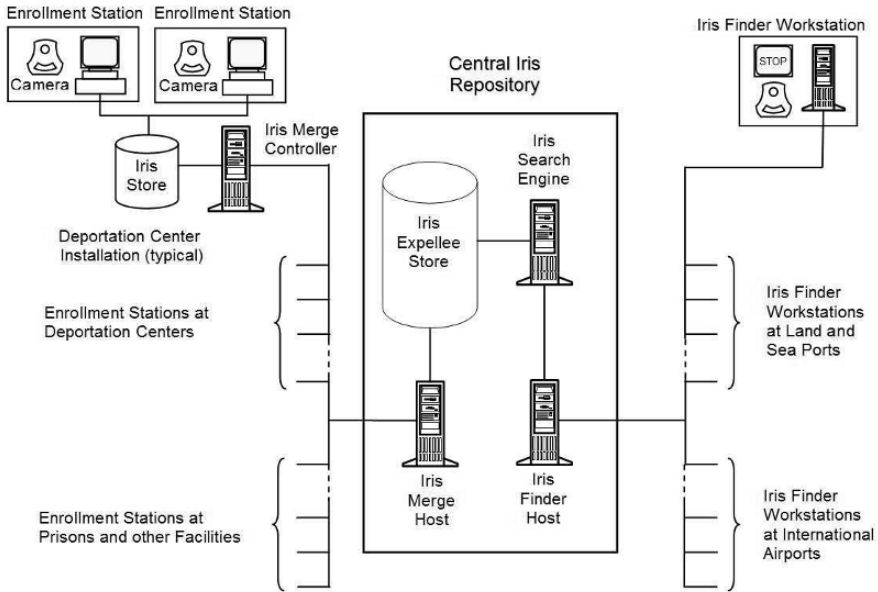 Enrollment Station
Enrollment Station
Camera
Camera
Iris
Store
Iris Merge
Controller
Deportation Center
Installation (typical)
Enrollment Stations at
Deportation Centers
Enrollment Stations at
Prisons and other Facilities
Central Iris
Repository
Iris
Search
Engine
Iris
Expellee
Store
Iris
Merge
Host
Iris
Finder
Host
Iris Finder Workstation
STOP
Iris Finder
Workstations
at Land and
Sea Ports
Iris Finder
Workstations
at International
Airports